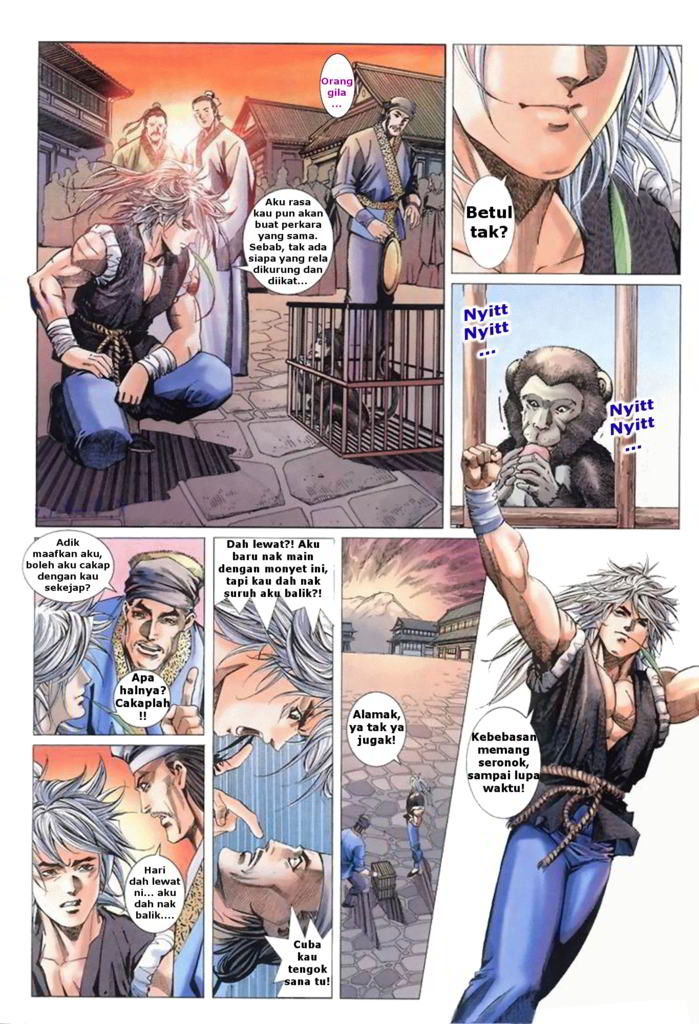 Orang
gila
...
Aku rasa
kau pun akan
buat perkara
yang sama.
Sebab, tak ada
siapa yang rela
dikurung dan
diikat...
Betul
tak?
Nyitt
Nyitt
...
Nyitt
Nyitt
...
Adik
maafkan aku,
boleh aku cakap
dengan kau
sekejap?
Apa
halnya?
Cakaplah
!!
Hari
dah lewat
ni... aku
dah nak
balik....
Dah lewat?! Aku
baru nak main
dengan monyet ini,
tapi kau dah nak
suruh aku balik?!
Cuba
kau
tengok
sana tu!
Alamak,
ya tak ya
jugak!
Kebebasan
memang
seronok,
sampai lupa
waktu!